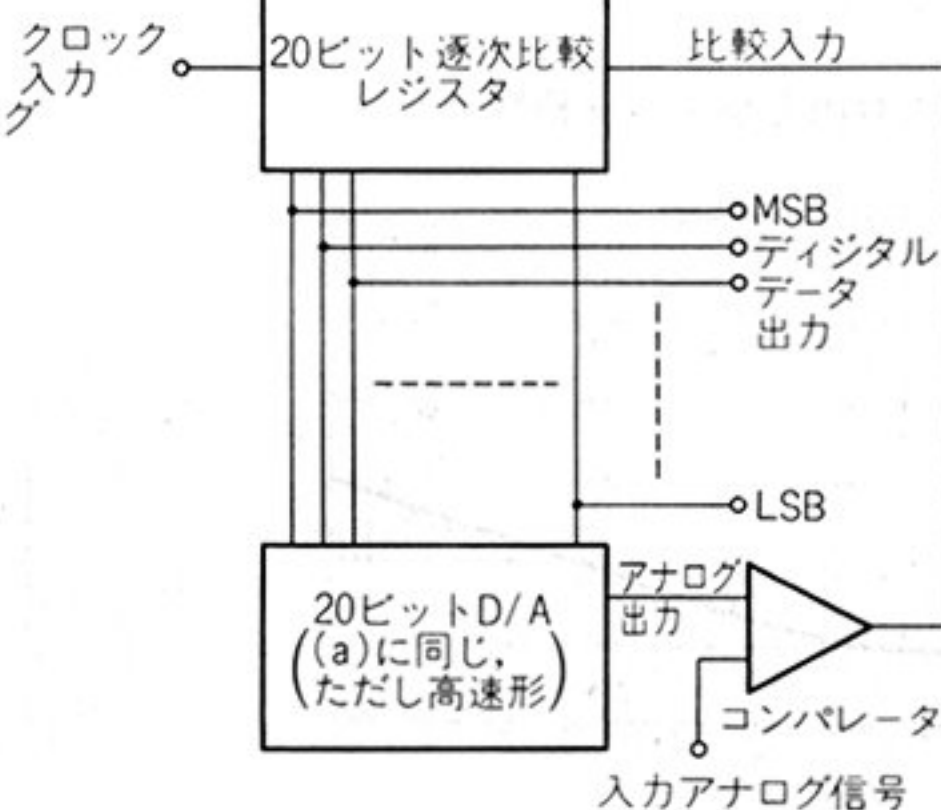 クロック
入力
グ
20ビット逐次比較
レジスタ
比較入力
MSB
ディジタル
データ
出力
LSB
20ビットD/A
(a)に同じ,
ただし高速形
アナログ
出力
コンパレータ
入力アナログ信号